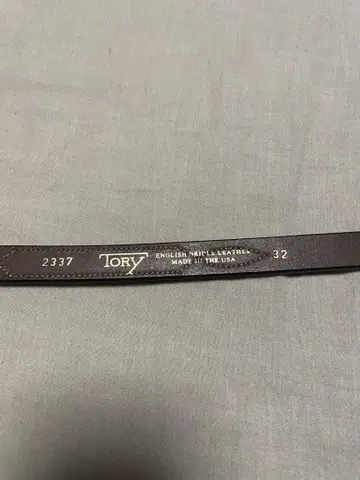 2337 TORY ENGLISH BRIDLE LEATHER 32
MADE IN THE USA